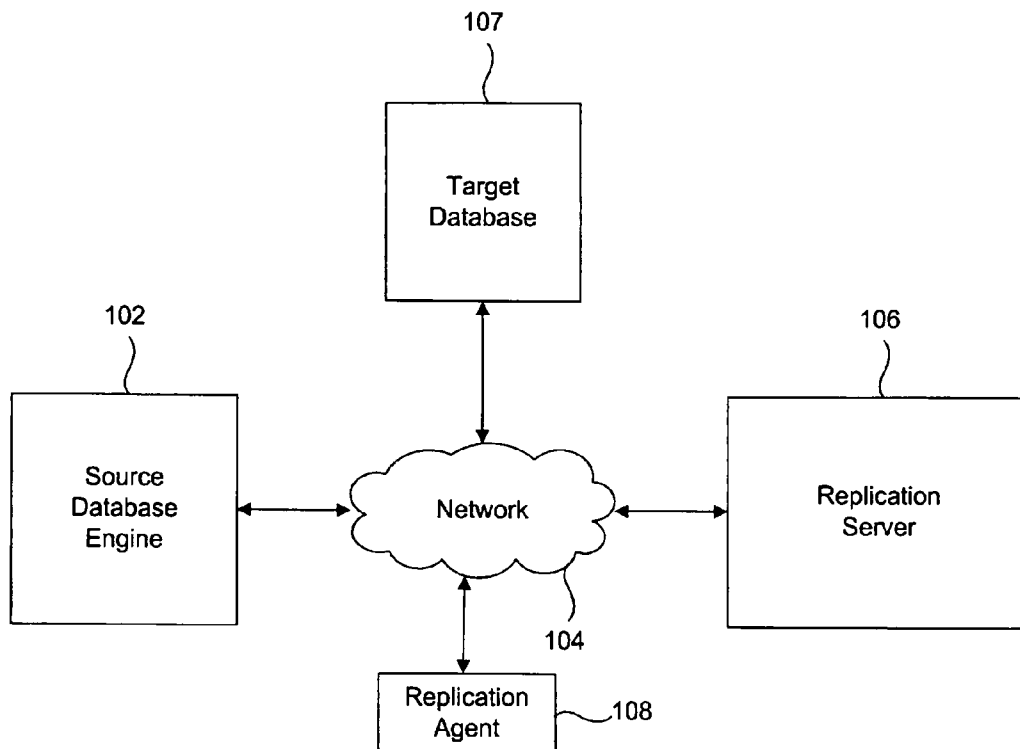 107
Target
Database
102
106
Source
Database
Engine
Network
Replication
Server
104
Replication
Agent
108